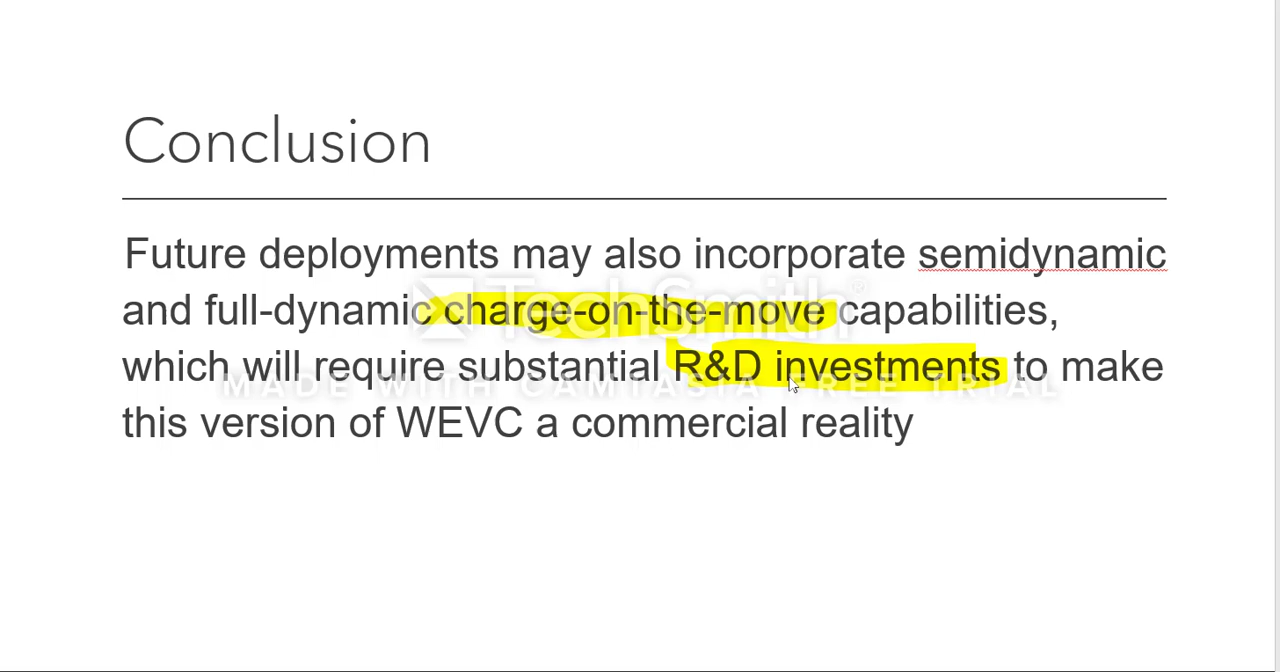 Conclusion
Future deployments may also incorporate semidynamic
and full-dynamic charge-on-the-move capabilities,
TechSmith®
which will require substantial R&D investments to make
MADE WITH CAMTASIA FREE TRIAL
this version of WEVC a commercial reality